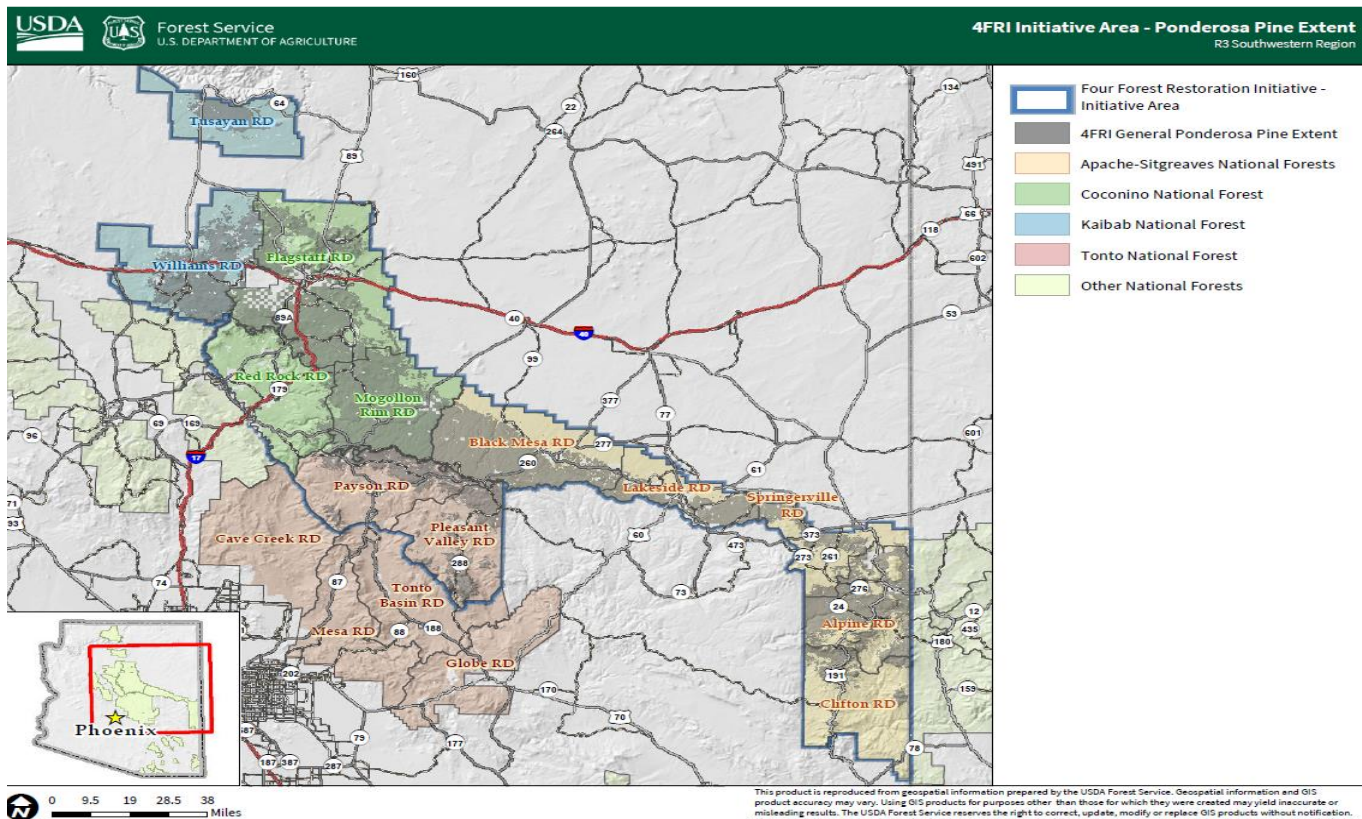 USDA
UAS
Forest Service
U.S. DEPARTMENT OF AGRICULTURE
4FRI Initiative Area - Ponderosa Pine Extent
R3 Southwestern Region
Four Forest Restoration Initiative -
Initiative Area
4FRI General Ponderosa Pine Extent
Apache-Sitgreaves National Forests
Coconino National Forest
Kaibab National Forest
Tonto National Forest
Other National Forests
160
134
64
22
Tusayan RD
264
89
491
66
118
Williams RD
Flagstaff RD
602
53
89A
40
40
99
Red Rock RD
179
377
Mogollon
Rim RD
77
69
169
96
601
Black Mesa RD
277
17
260
61
Payson RD
Lakeside RD
Springerville
RD
71
93
Pleasant
Valley RD
Cave Creek RD
60
373
473
273
261
288
74
87
Tonto
Basin RD
73
276
24
12
Mesa RD
88
188
Alpine RD
435
180
Globe RD
202
191
170
159
70
Clifton RD
79
177
78
187
387
287
Phoenix
N
0 9.5 19 28.5 38
Miles
This product is reproduced from geospatial information prepared by the USDA Forest Service. Geospatial information and GIS
product accuracy may vary. Using GIS products for purposes other than those for which they were created may yield inaccurate or
misleading results. The USDA Forest Service reserves the right to correct, update, modify or replace GIS products without notification.